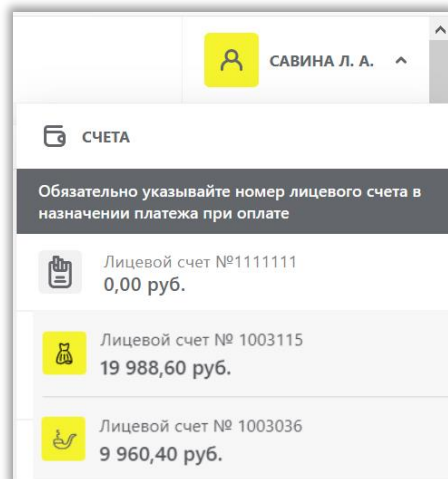 САВИНА Л. А.
СЧЕТА
Обязательно указывайте номер лицевого счета в
назначении платежа при оплате
Лицевой счет №1111111
0,00 руб.
Лицевой счет № 1003115
19 988,60 руб.
Лицевой счет № 1003036
9 960,40 руб.